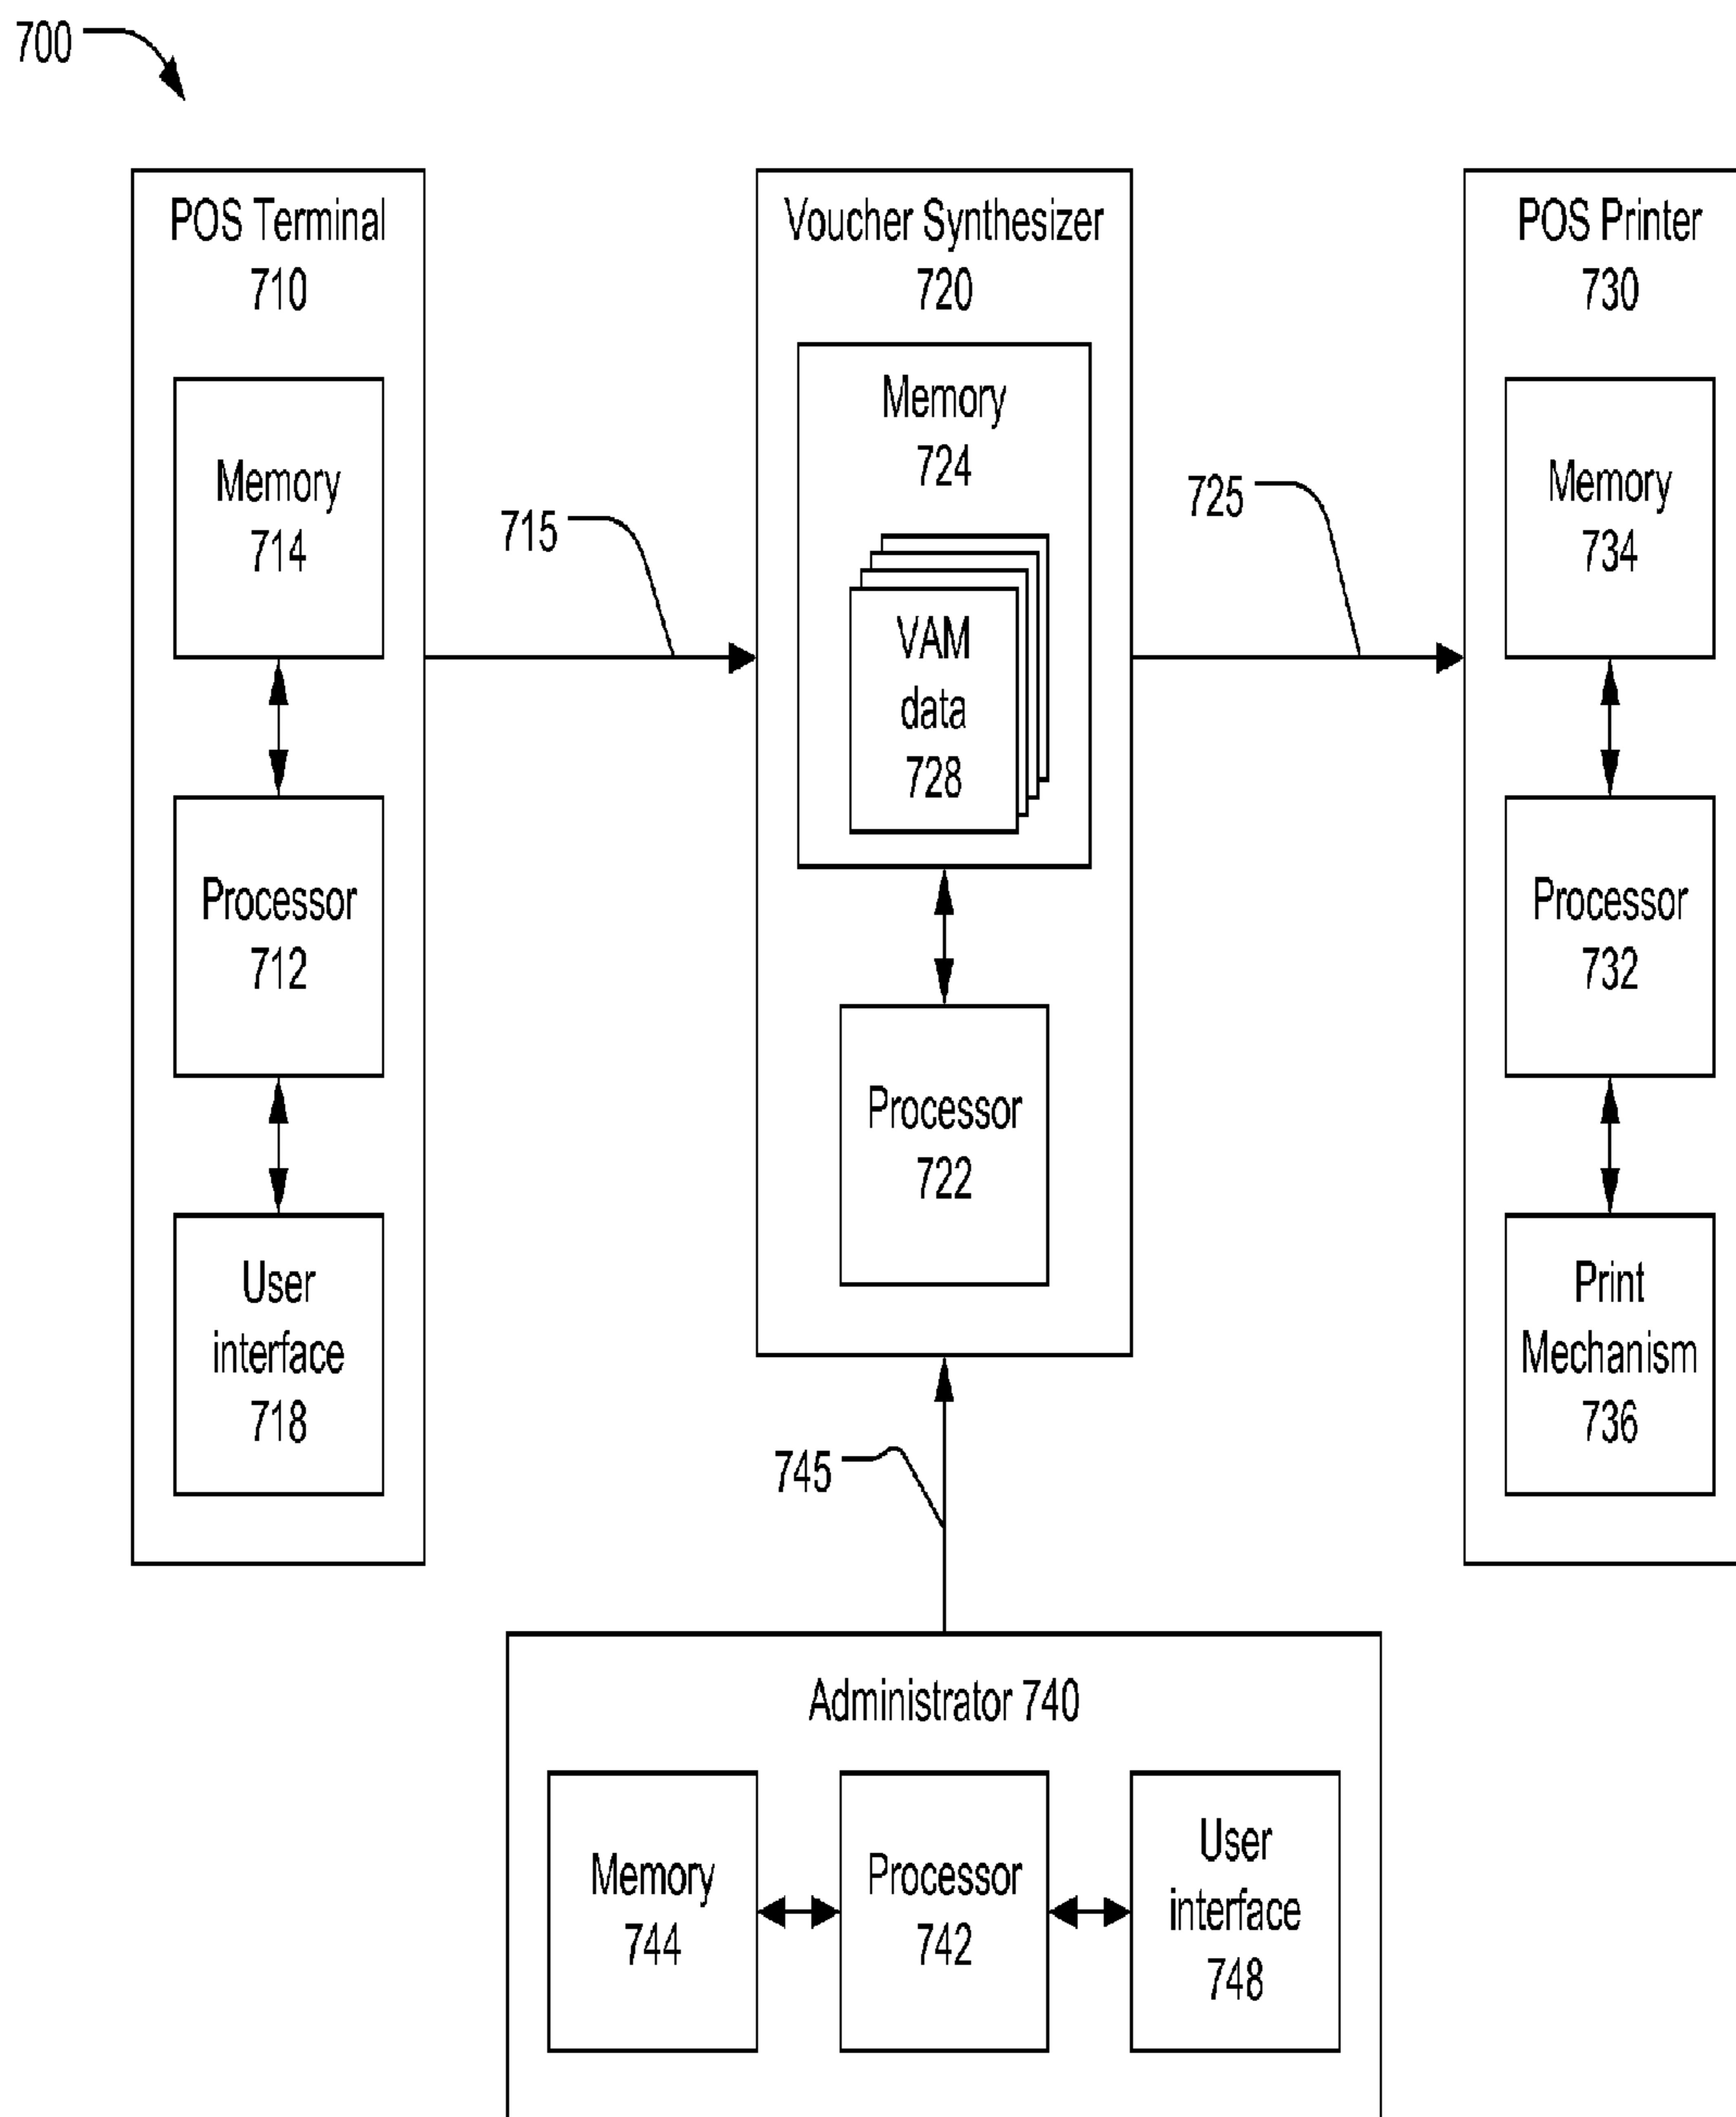 700
POS Terminal
710
Memory
714
Processor
712
User
interface
718
715
Voucher Synthesizer
720
Memory
724
VAM
data
728
Processor
722
725
POS Printer
730
Memory
734
Processor
732
Print
Mechanism
736
745
Administrator 740
Memory
744
Processor
742
User
interface
748